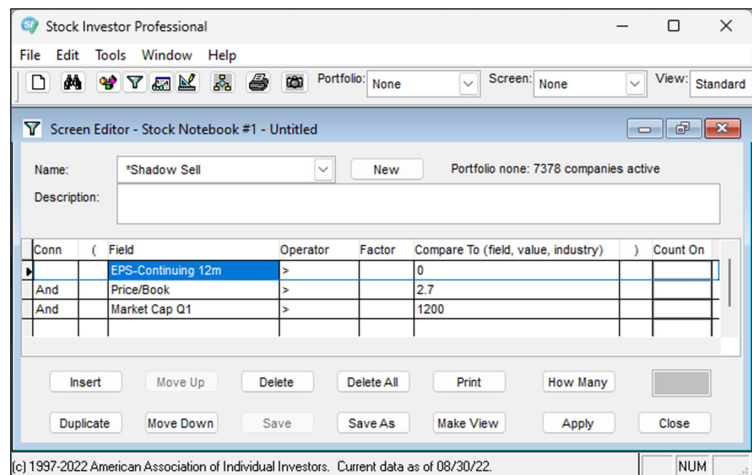 Stock Investor Professional
File Edit Tools Window Help
Portfolio: None Screen: None View: Standard
Screen Editor - Stock Notebook #1 - Untitled
Name: *Shadow Sell New Portfolio none: 7378 companies active
Description:
Conn ( Field Operator Factor Compare To (field, value, industry) ) Count On
EPS-Continuing 12m > 0
And Price/Book > 2.7
And Market Cap Q1 > 1200
Insert Move Up Delete Delete All Print How Many
Duplicate Move Down Save Save As Make View Apply Close
(c) 1997-2022 American Association of Individual Investors. Current data as of 08/30/22. NUM